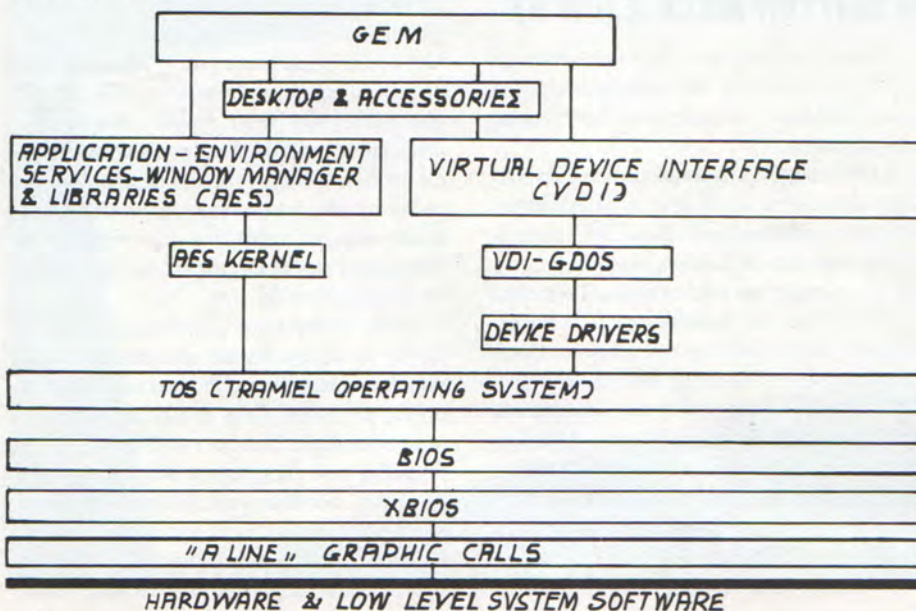 GEM
DESKTOP & ACCESSORIES
APPLICATION-ENVIRONMENT
SERVICES-WINDOW MANAGER
& LIBRARIES (AES)
VIRTUAL DEVICE INTERFACE
(VDI)
AES KERNEL
VDI-GDOS
DEVICE DRIVERS
TOS (TRAMIEL OPERATING SYSTEM)
BIOS
XBIOS
"A LINE" GRAPHIC CALLS
HARDWARE & LOW LEVEL SYSTEM SOFTWARE